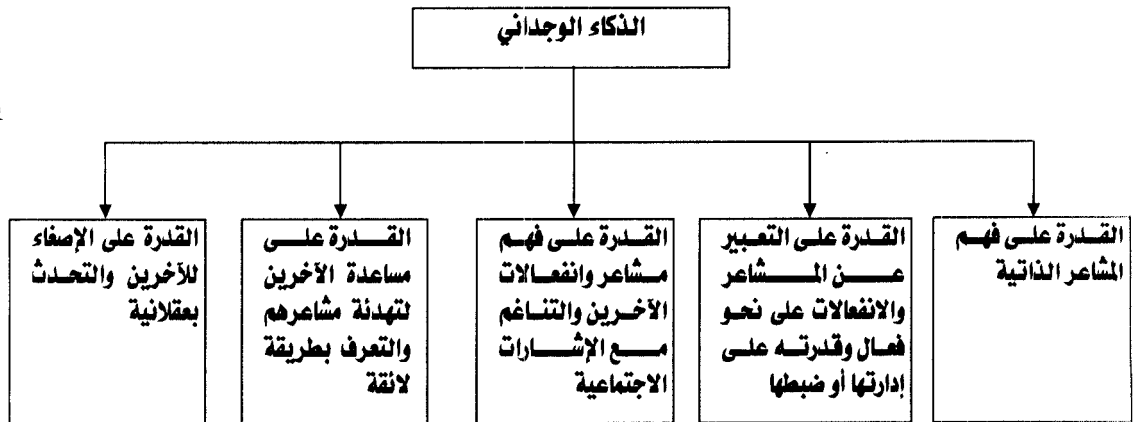 الذكاء الوجداني
القدرة على فهم
المشاعر الذاتية
القدرة على التعبير
عن المشاعر
والانفعالات على نحو
فعال وقدرته على
إدارتها أو ضبطها
القدرة على فهم
مشاعر وانفعالات
الآخرين والتناغم
مع الإشارات
الاجتماعية
القدرة على
مساعدة الآخرين
لتهدئة مشاعرهم
والتعرف بطريقة
لائقة
القدرة على الإصغاء
للآخرين والتحدث
بعقلانية